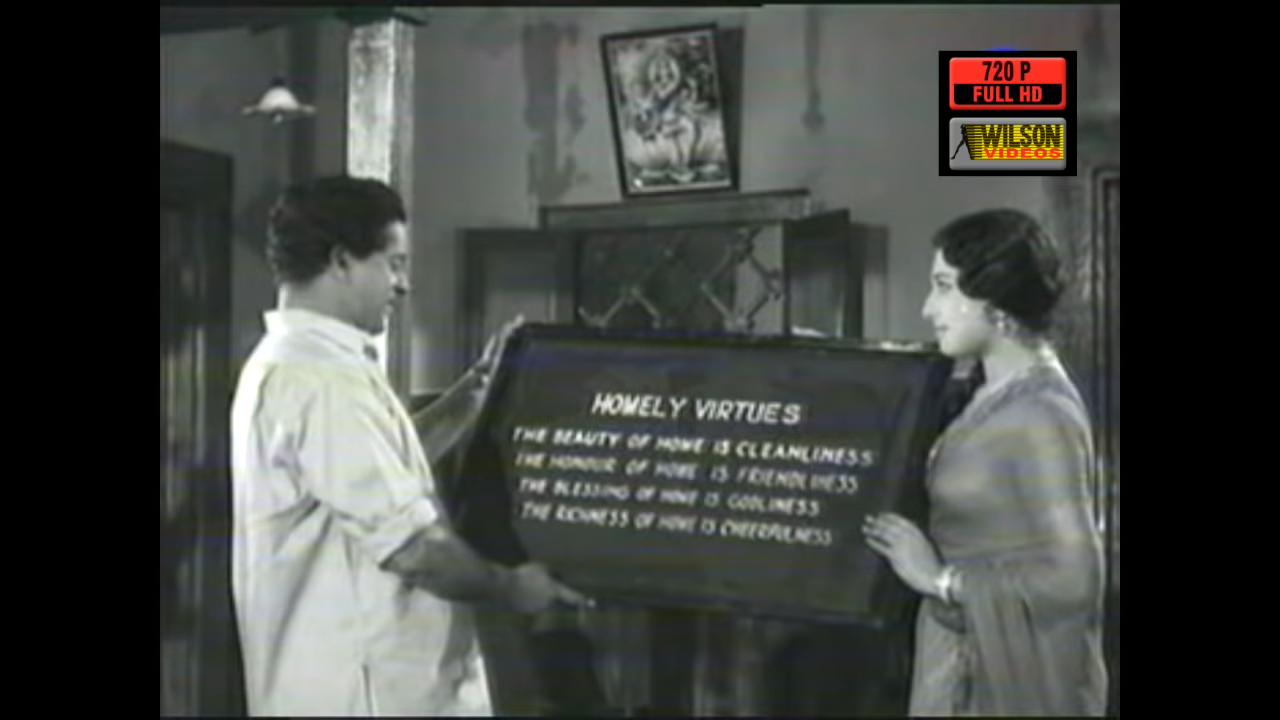 720 P
FULL HD
WILSON
VIDEOS
HOMELY VIRTUES
THE BEAUTY OF HOME IS CLEANLINESS
THE HONOUR OF HOME IS FRIENDLINESS
THE BLESSING OF HOME IS GODLINESS
THE RICHNESS OF HOME IS CHEERFULNESS